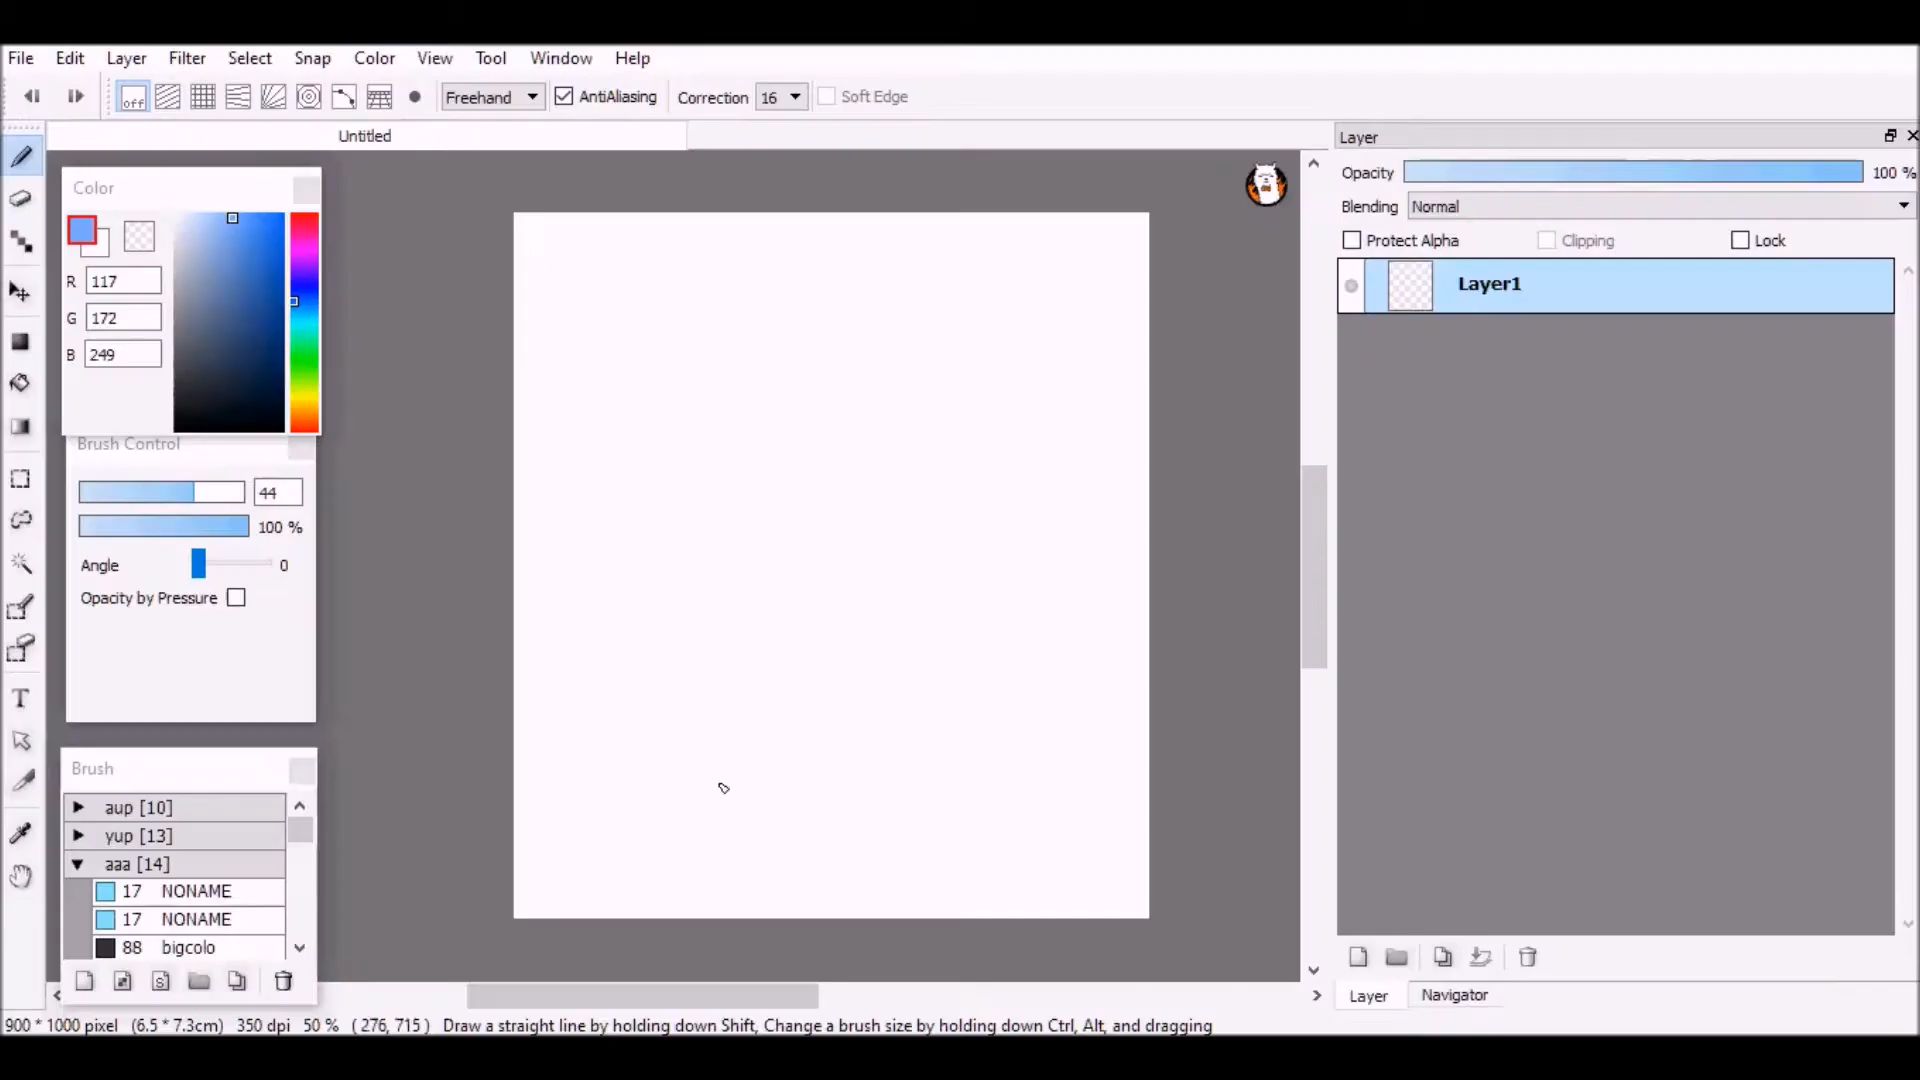 File Edit Layer Filter Select Snap Color View Tool Window Help
off Freehand AntiAliasing Correction 16 Soft Edge
Untitled
Color
R 117
G 172
B 249
Brush Control
44
100 %
Angle 0
Opacity by Pressure
Brush
aup [10]
yup [13]
aaa [14]
17 NONAME
17 NONAME
88 bigcolo
S
T
Layer
Opacity 100 %
Blending Normal
Protect Alpha Clipping Lock
Layer1
Layer Navigator
900 * 1000 pixel (6.5 * 7.3cm) 350 dpi 50 % ( 276, 715 ) Draw a straight line by holding down Shift, Change a brush size by holding down Ctrl, Alt, and dragging